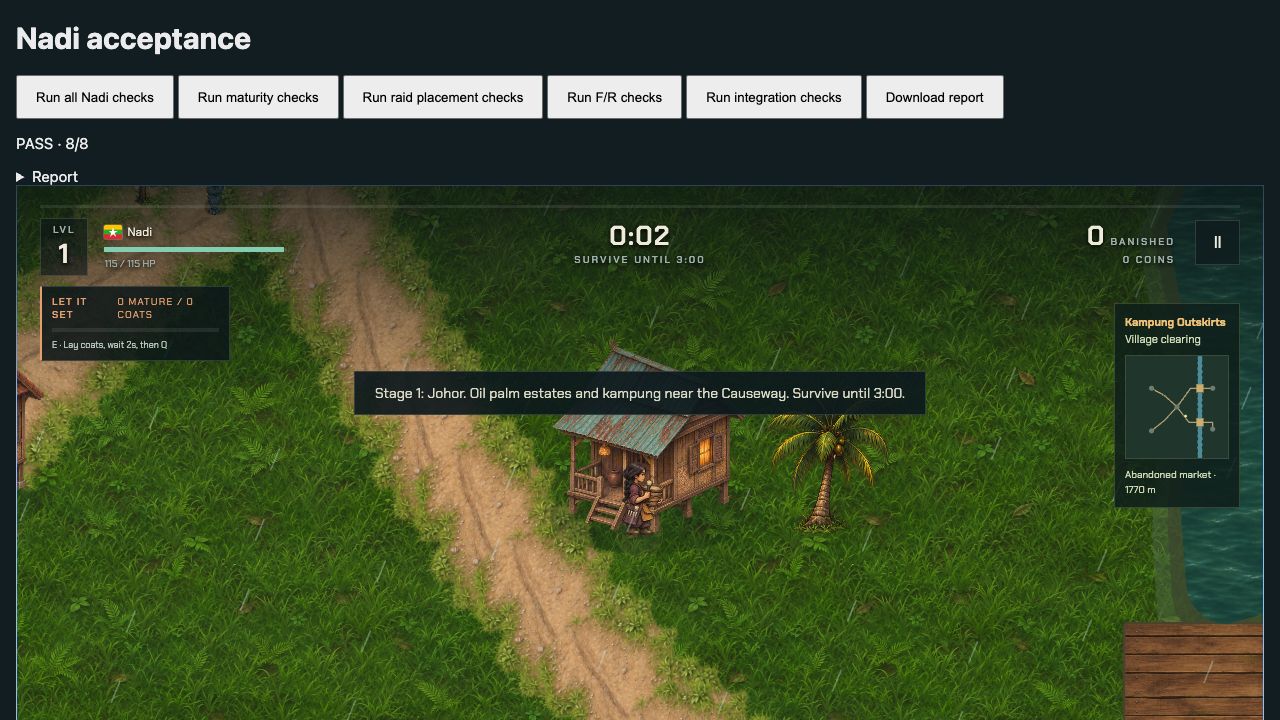 Nadi acceptance
Run all Nadi checks
Run maturity checks
Run raid placement checks
Run F/R checks
Run integration checks
Download report
PASS · 8/8
Report
LVL
1
Nadi
115 / 115 HP
0:02
SURVIVE UNTIL 3:00
0 BANISHED
0 COINS
LET IT
SET
0 MATURE / 0
COATS
E · Lay coats, wait 2s, then Q
Kampung Outskirts
Village clearing
Stage 1: Johor. Oil palm estates and kampung near the Causeway. Survive until 3:00.
Abandoned market ·
1770 m